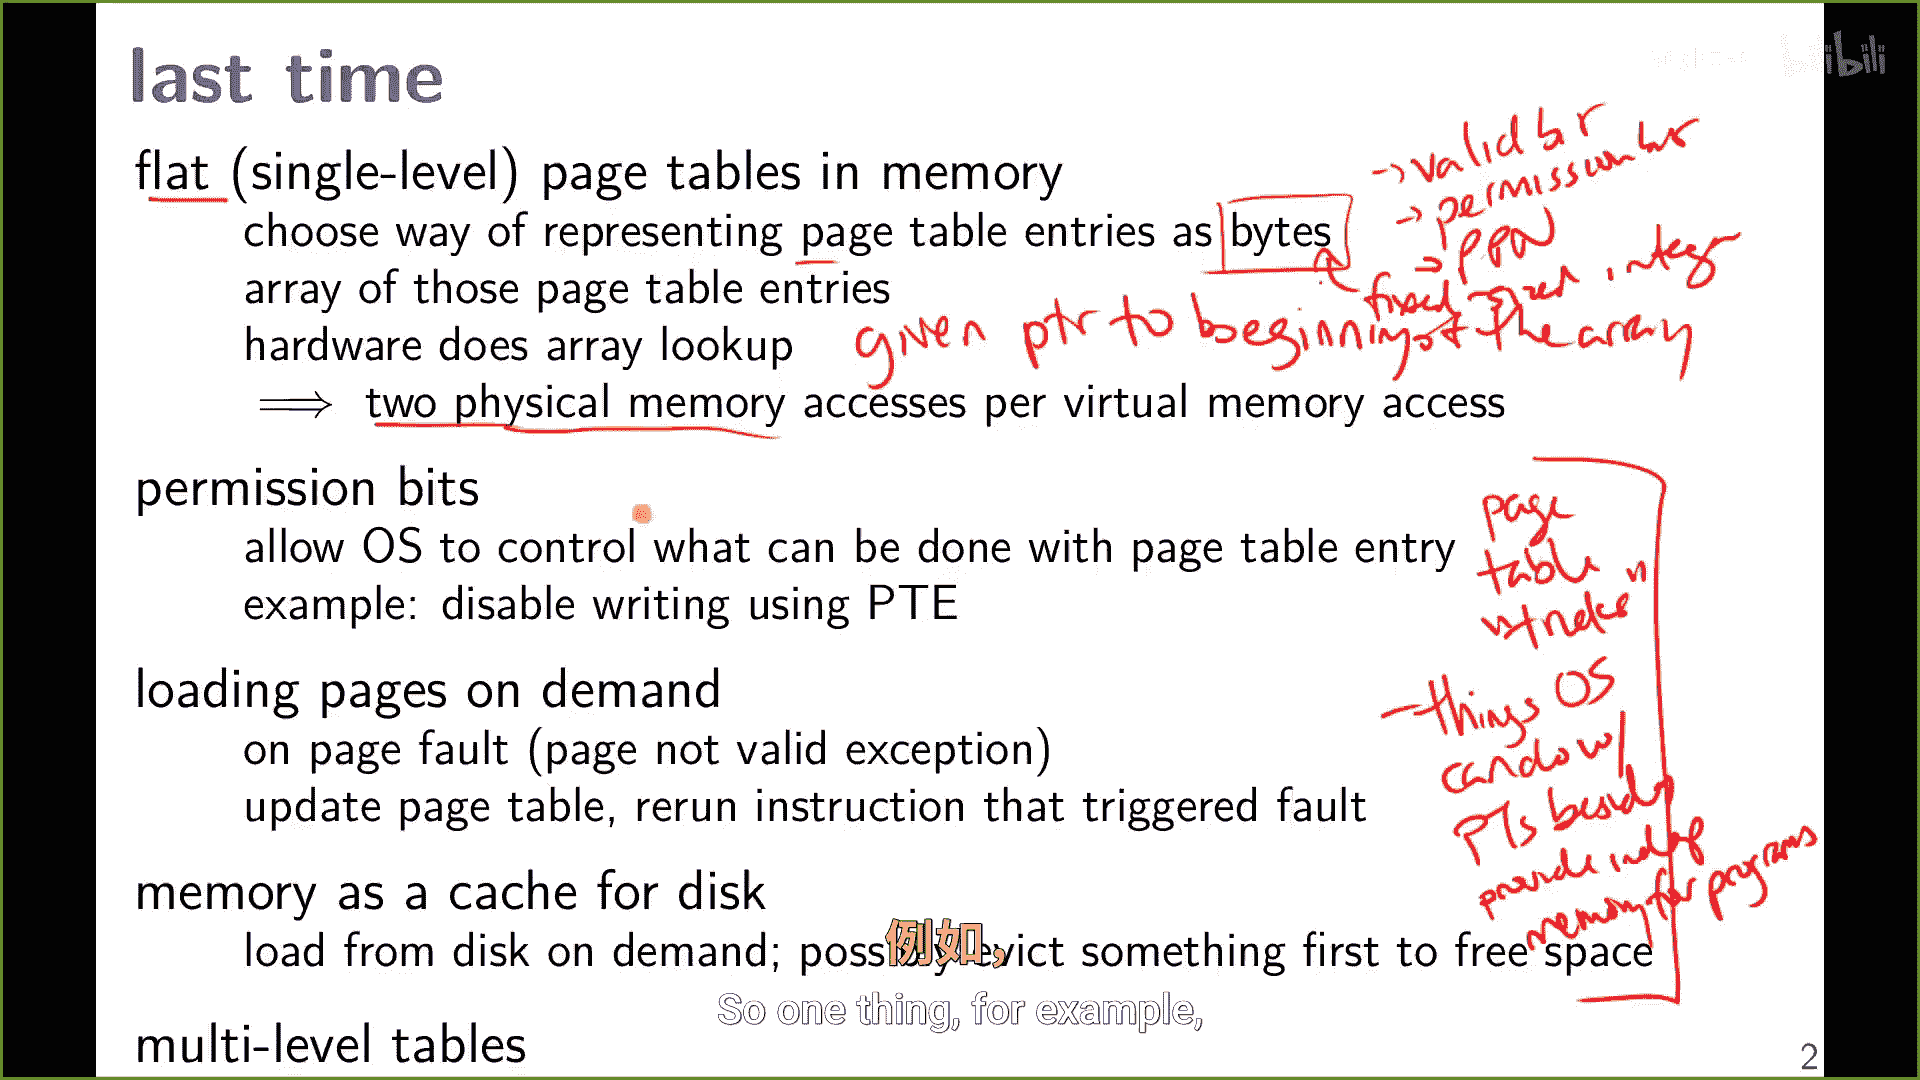 last time
bilibili
flat (single-level) page tables in memory
→ valid bit
→ permission bits
choose way of representing page table entries as bytes
→ PPN
fixed-sized integer
array of those page table entries
hardware does array lookup
given ptr to beginning of the array
⟹ two physical memory accesses per virtual memory access
permission bits
page
table
"tricks"
allow OS to control what can be done with page table entry
example: disable writing using PTE
loading pages on demand
– things OS
can do w/
PTs besides
provide
memory for programs
on page fault (page not valid exception)
update page table, rerun instruction that triggered fault
memory as a cache for disk
load from disk on demand; possibly evict something first to free space
例如，
So one thing, for example,
multi-level tables
2